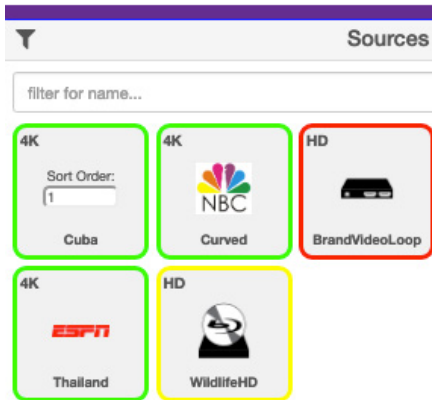 Sources
filter for name...
4K
Sort Order:
1
Cuba
4K
NBC
Curved
HD
BrandVideoLoop
4K
ESPN
Thailand
HD
WildlifeHD